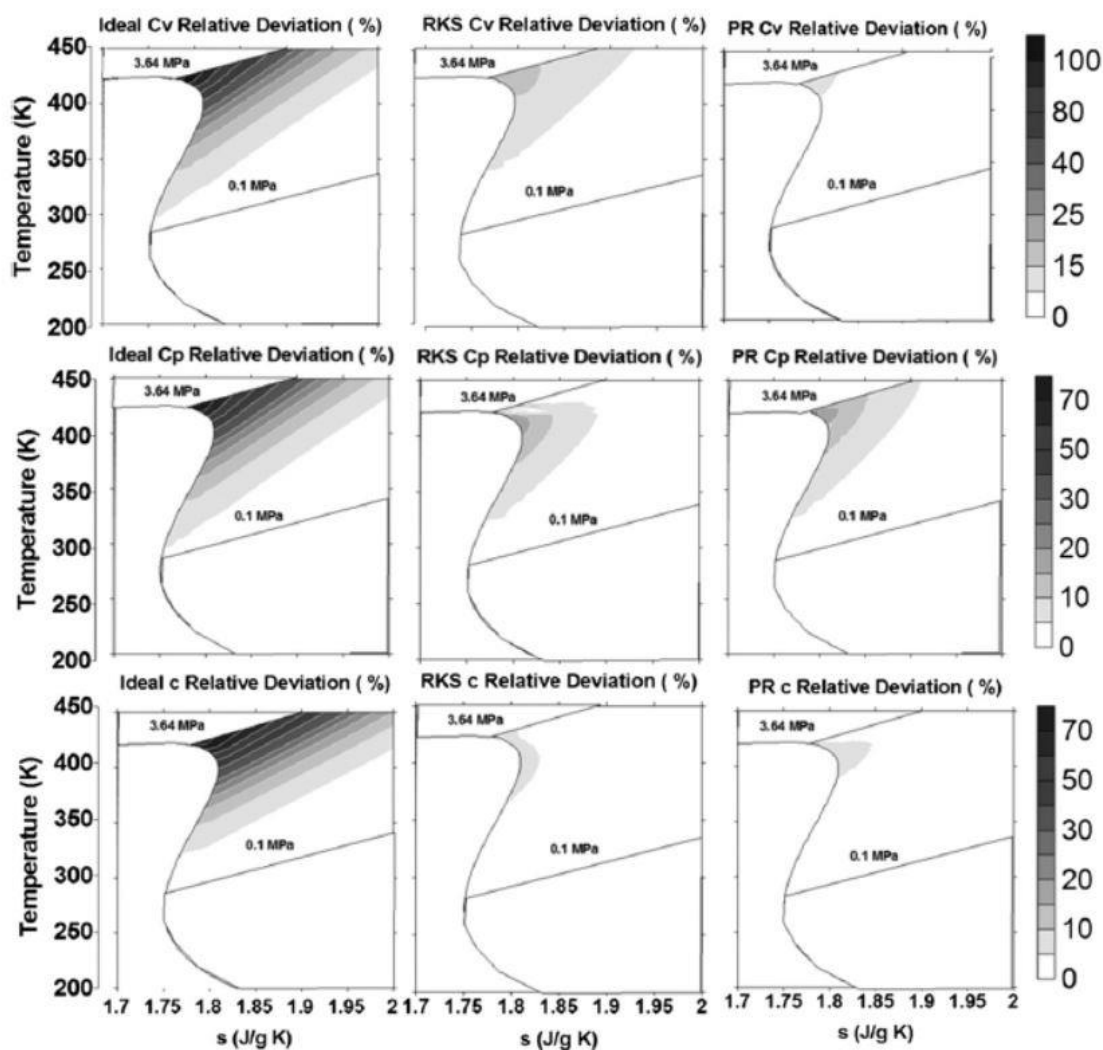 Ideal Cv Relative Deviation ( %)
RKS Cv Relative Deviation ( %)
PR Cv Relative Deviation ( %)
Temperature (K)
450
400
350
300
250
200
3.64 MPa
0.1 MPa
3.64 MPa
0.1 MPa
3.64 MPa
0.1 MPa
100
80
40
25
15
0
Ideal Cp Relative Deviation ( %)
RKS Cp Relative Deviation ( %)
PR Cp Relative Deviation ( %)
Temperature (K)
450
400
350
300
250
200
3.64 MPa
0.1 MPa
3.64 MPa
0.1 MPa
3.64 MPa
0.1 MPa
70
50
30
20
10
0
Ideal c Relative Deviation ( %)
RKS c Relative Deviation ( %)
PR c Relative Deviation ( %)
Temperature (K)
450
400
350
300
250
200
3.64 MPa
0.1 MPa
3.64 MPa
0.1 MPa
3.64 MPa
0.1 MPa
70
50
30
20
10
0
1.7 1.75 1.8 1.85 1.9 1.95 2
1.7 1.75 1.8 1.85 1.9 1.95 2
1.7 1.75 1.8 1.85 1.9 1.95 2
s (J/g K)
s (J/g K)
s (J/g K)